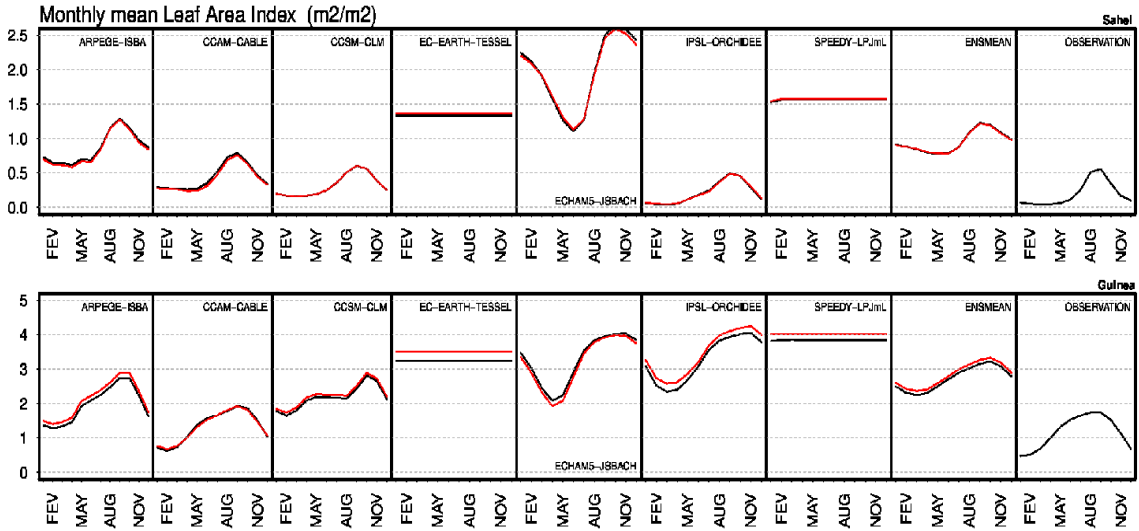 Monthly mean Leaf Area Index (m2/m2)
Sahel
ARPEGE-ISBA CCAM-CABLE CCSM-CLM EC-EARTH-TESSEL IPSL-ORCHIDEE SPEEDY-LPJmL ENSMEAN OBSERVATION
2.5
2.0
1.5
1.0
0.5
0.0
ECHAM5-JSBACH
FEV MAY AUG NOV FEV MAY AUG NOV FEV MAY AUG NOV FEV MAY AUG NOV FEV MAY AUG NOV FEV MAY AUG NOV FEV MAY AUG NOV FEV MAY AUG NOV FEV MAY AUG NOV
Guinea
ARPEGE-ISBA CCAM-CABLE CCSM-CLM EC-EARTH-TESSEL IPSL-ORCHIDEE SPEEDY-LPJmL ENSMEAN OBSERVATION
5
4
3
2
1
0
ECHAM5-JSBACH
FEV MAY AUG NOV FEV MAY AUG NOV FEV MAY AUG NOV FEV MAY AUG NOV FEV MAY AUG NOV FEV MAY AUG NOV FEV MAY AUG NOV FEV MAY AUG NOV FEV MAY AUG NOV